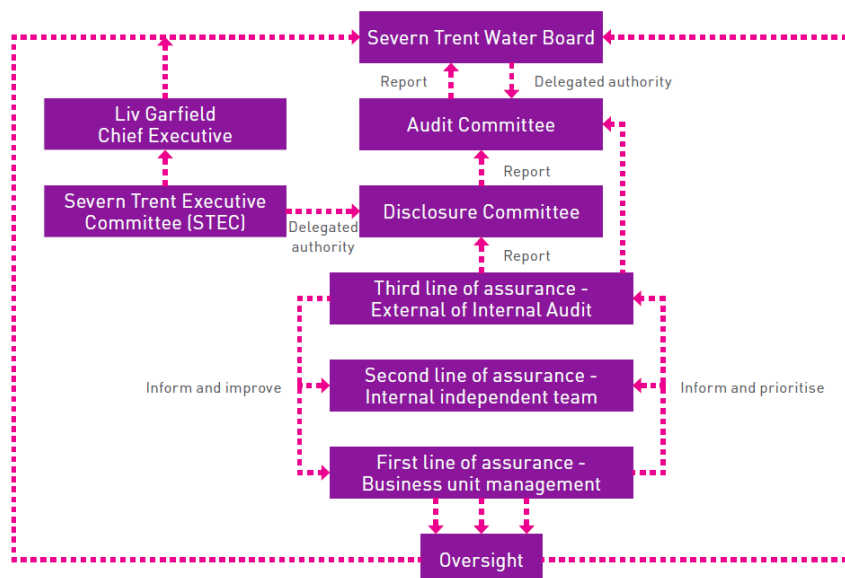 Severn Trent Water Board
Report
Delegated authority
Liv Garfield
Chief Executive
Audit Committee
Report
Severn Trent Executive
Committee (STEC)
Delegated
authority
Disclosure Committee
Report
Third line of assurance -
External of Internal Audit
Inform and improve
Second line of assurance -
Internal independent team
Inform and prioritise
First line of assurance -
Business unit management
Oversight